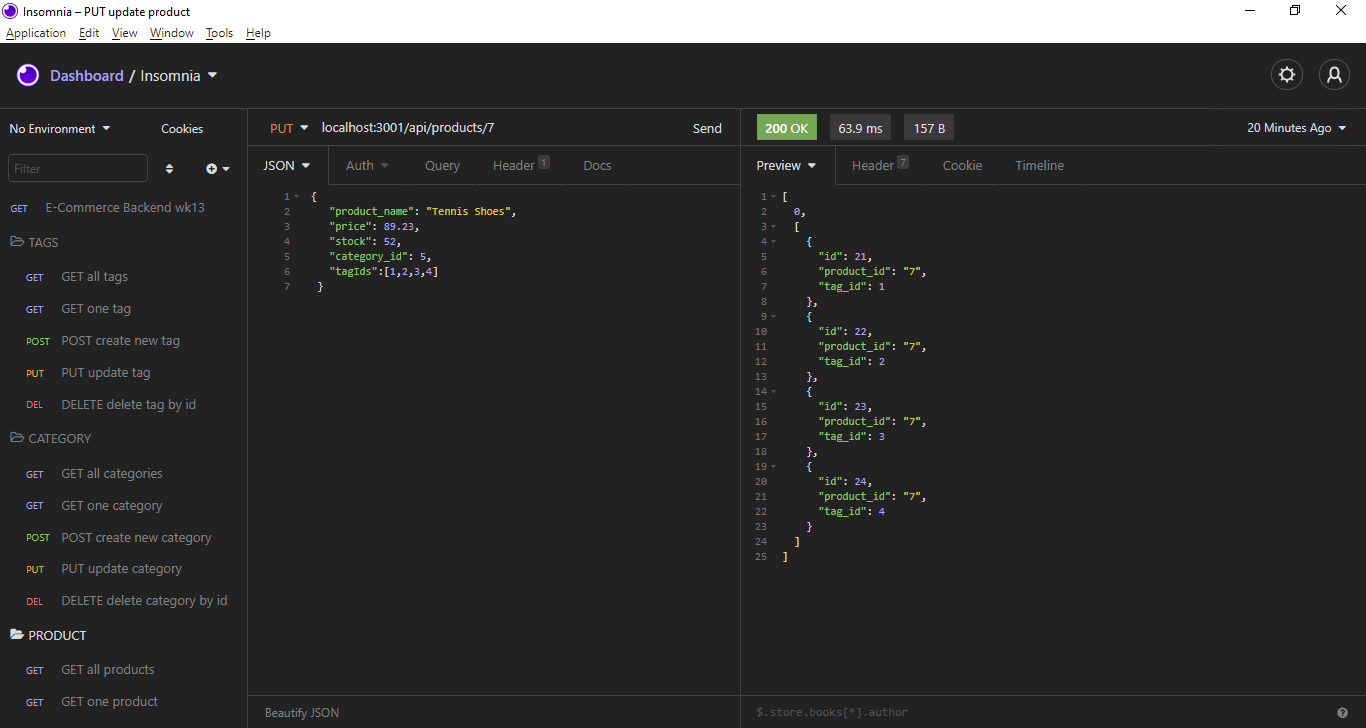 Insomnia – PUT update product
Application Edit View Window Tools Help
Dashboard / Insomnia
No Environment Cookies
Filter
GET E-Commerce Backend wk13
TAGS
GET GET all tags
GET GET one tag
POST POST create new tag
PUT PUT update tag
DEL DELETE delete tag by id
CATEGORY
GET GET all categories
GET GET one category
POST POST create new category
PUT PUT update category
DEL DELETE delete category by id
PRODUCT
GET GET all products
GET GET one product
PUT localhost:3001/api/products/7 Send
JSON Auth Query Header 1 Docs
1 {
2 "product_name": "Tennis Shoes",
3 "price": 89.23,
4 "stock": 52,
5 "category_id": 5,
6 "tagIds":[1,2,3,4]
7 }
Beautify JSON
200 OK 63.9 ms 157 B 20 Minutes Ago
Preview Header 7 Cookie Timeline
1 [
2 0,
3 [
4 {
5 "id": 21,
6 "product_id": "7",
7 "tag_id": 1
8 },
9 {
10 "id": 22,
11 "product_id": "7",
12 "tag_id": 2
13 },
14 {
15 "id": 23,
16 "product_id": "7",
17 "tag_id": 3
18 },
19 {
20 "id": 24,
21 "product_id": "7",
22 "tag_id": 4
23 }
24 ]
25 ]
$.store.books[*].author